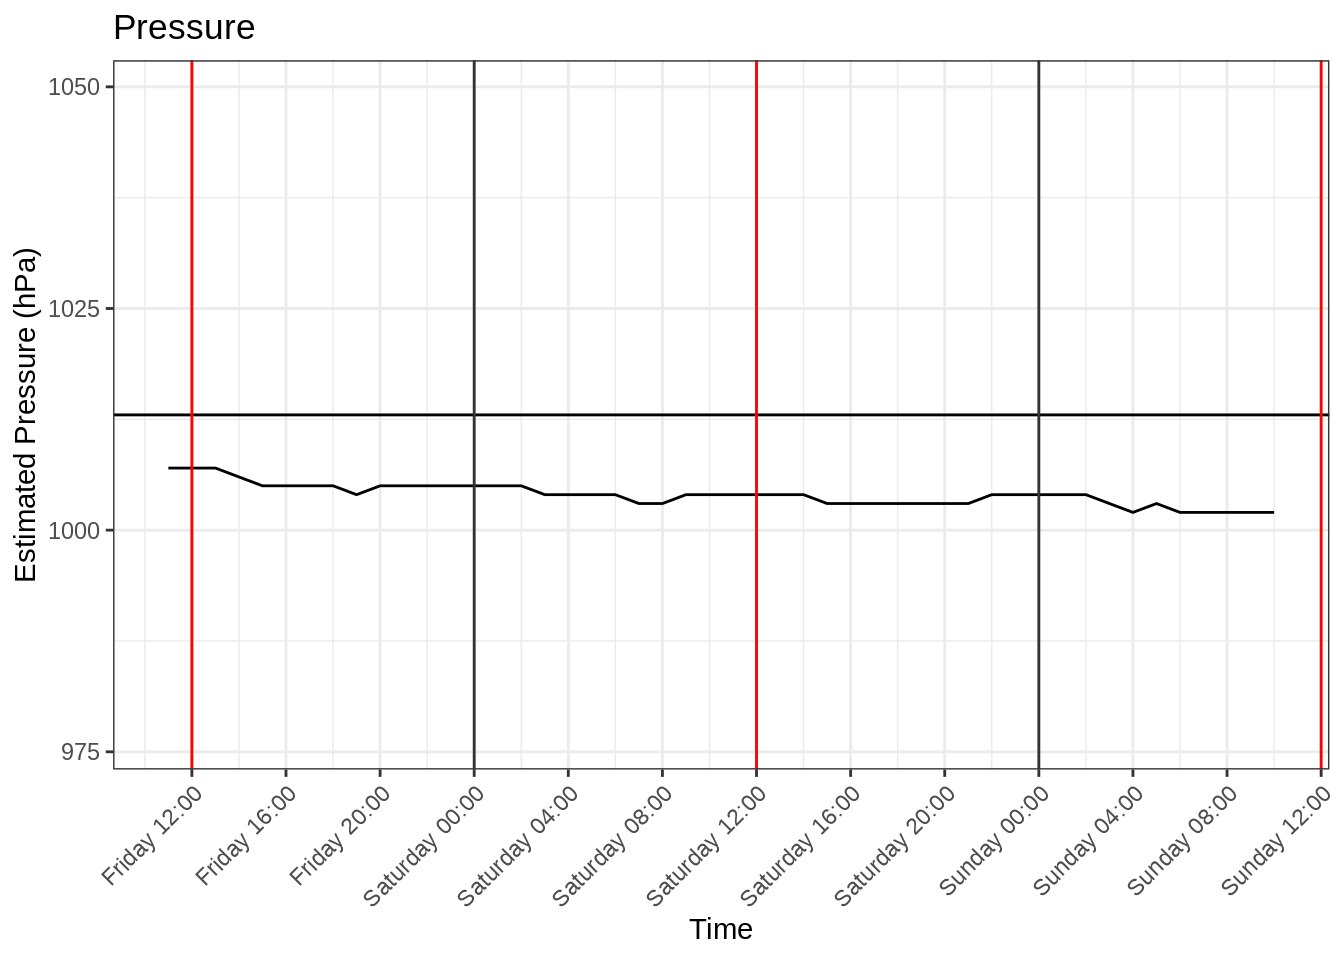 Pressure
Estimated Pressure (hPa)
1050
1025
1000
975
Friday 12:00
Friday 16:00
Friday 20:00
Saturday 00:00
Saturday 04:00
Saturday 08:00
Saturday 12:00
Saturday 16:00
Saturday 20:00
Sunday 00:00
Sunday 04:00
Sunday 08:00
Sunday 12:00
Time